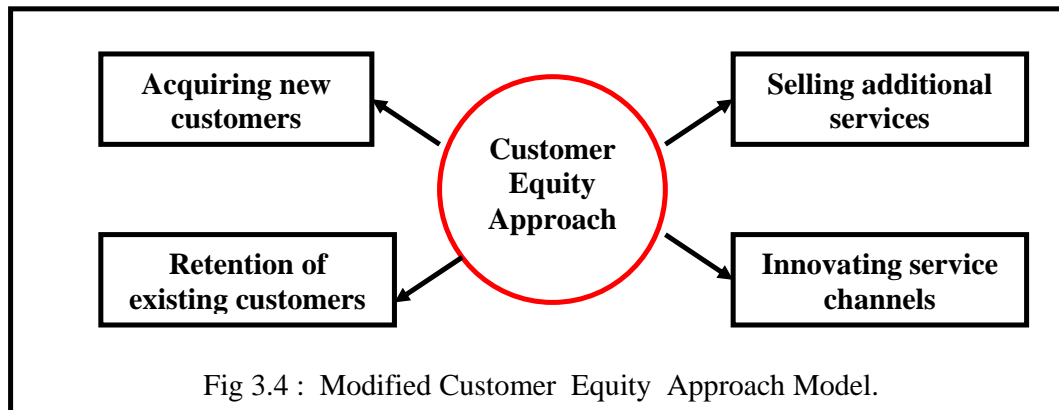 Acquiring new
customers
Selling additional
services
Customer
Equity
Approach
Retention of
existing customers
Innovating service
channels
Fig 3.4 : Modified Customer Equity Approach Model.